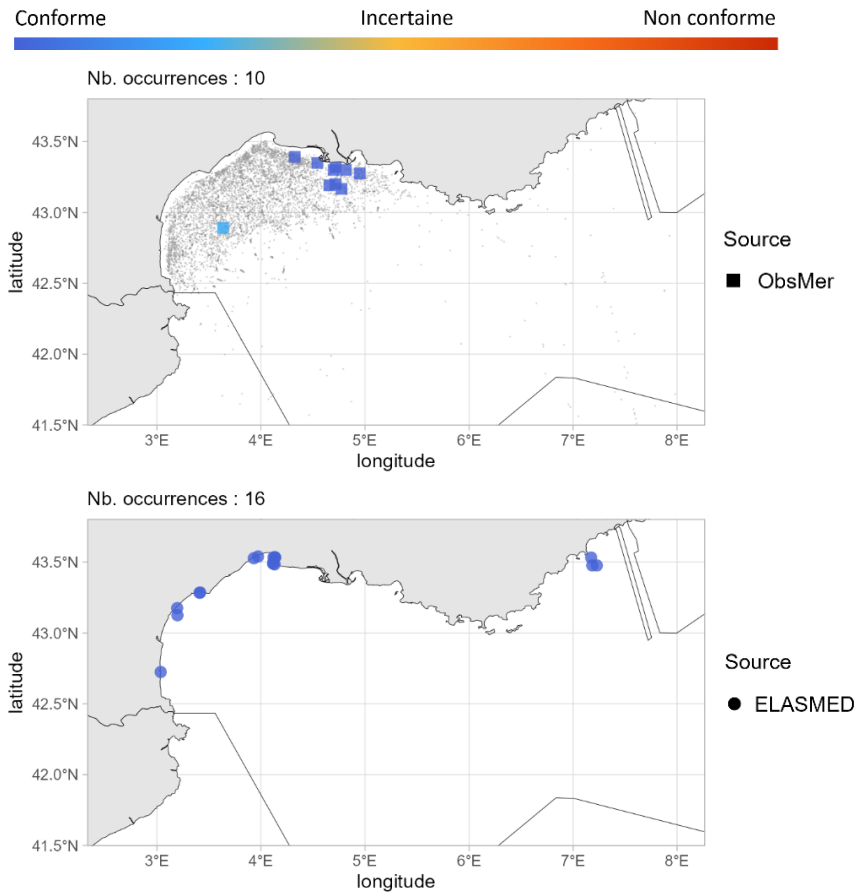 Conforme Incertaine Non conforme
Nb. occurrences : 10
43.5°N
43.0°N
42.5°N
42.0°N
41.5°N
latitude
3°E 4°E 5°E 6°E 7°E 8°E
longitude
Source
ObsMer
Nb. occurrences : 16
43.5°N
43.0°N
42.5°N
42.0°N
41.5°N
latitude
3°E 4°E 5°E 6°E 7°E 8°E
longitude
Source
ELASMED